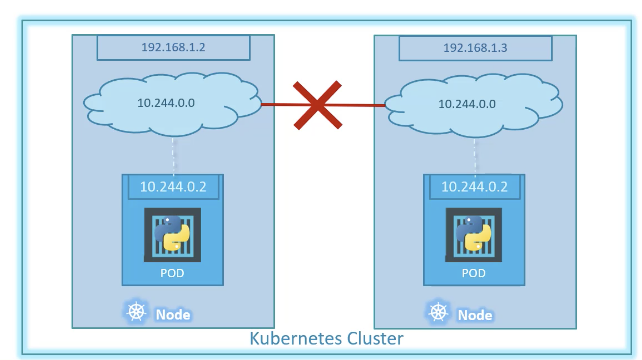 192.168.1.2
192.168.1.3
10.244.0.0
10.244.0.0
10.244.0.2
10.244.0.2
POD
POD
Node
Node
Kubernetes Cluster